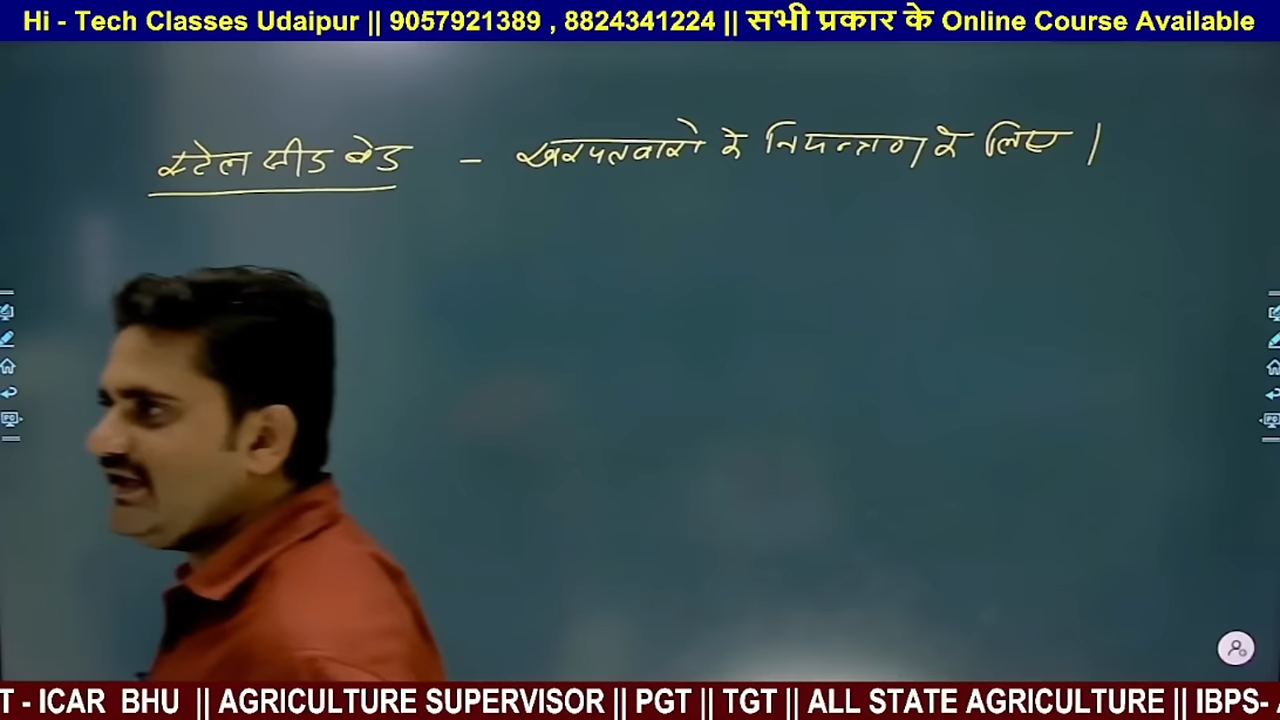 Hi - Tech Classes Udaipur || 9057921389 , 8824341224 || सभी प्रकार के Online Course Available
स्टेल सीड बेड - खरपतवारो के नियन्त्रण के लिए ।
T - ICAR BHU || AGRICULTURE SUPERVISOR || PGT || TGT || ALL STATE AGRICULTURE || IBPS-